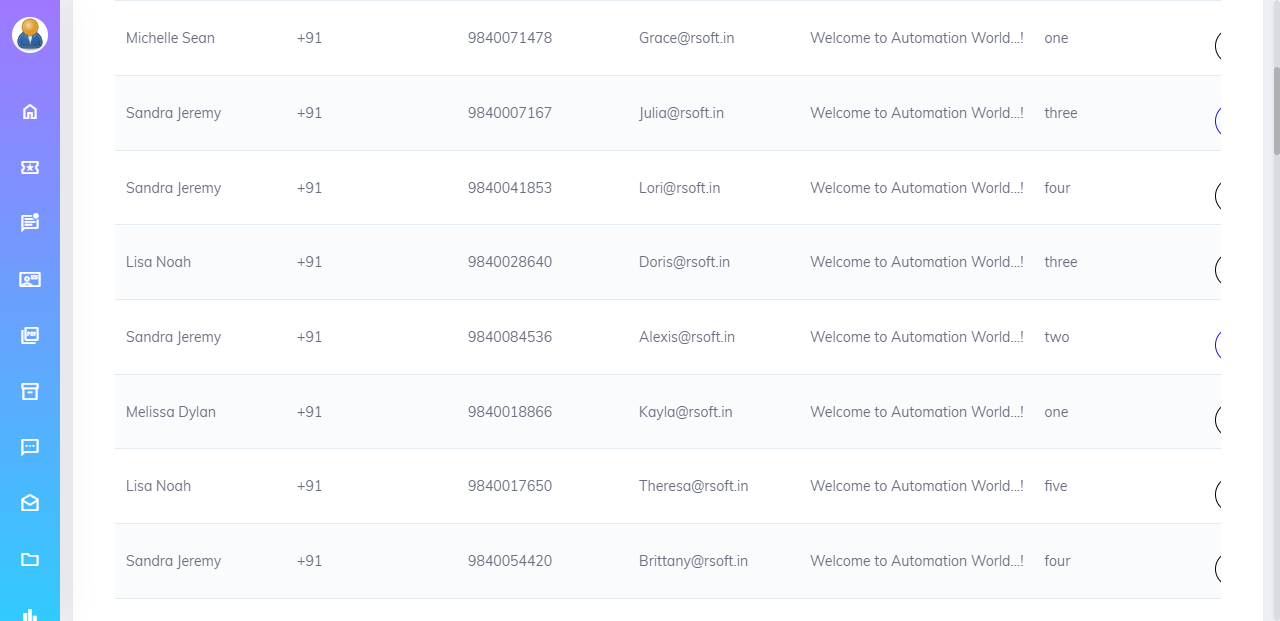 Michelle Sean +91 9840071478 Grace@rsoft.in Welcome to Automation World...! one
Sandra Jeremy +91 9840007167 Julia@rsoft.in Welcome to Automation World...! three
Sandra Jeremy +91 9840041853 Lori@rsoft.in Welcome to Automation World...! four
Lisa Noah +91 9840028640 Doris@rsoft.in Welcome to Automation World...! three
Sandra Jeremy +91 9840084536 Alexis@rsoft.in Welcome to Automation World...! two
Melissa Dylan +91 9840018866 Kayla@rsoft.in Welcome to Automation World...! one
Lisa Noah +91 9840017650 Theresa@rsoft.in Welcome to Automation World...! five
Sandra Jeremy +91 9840054420 Brittany@rsoft.in Welcome to Automation World...! four